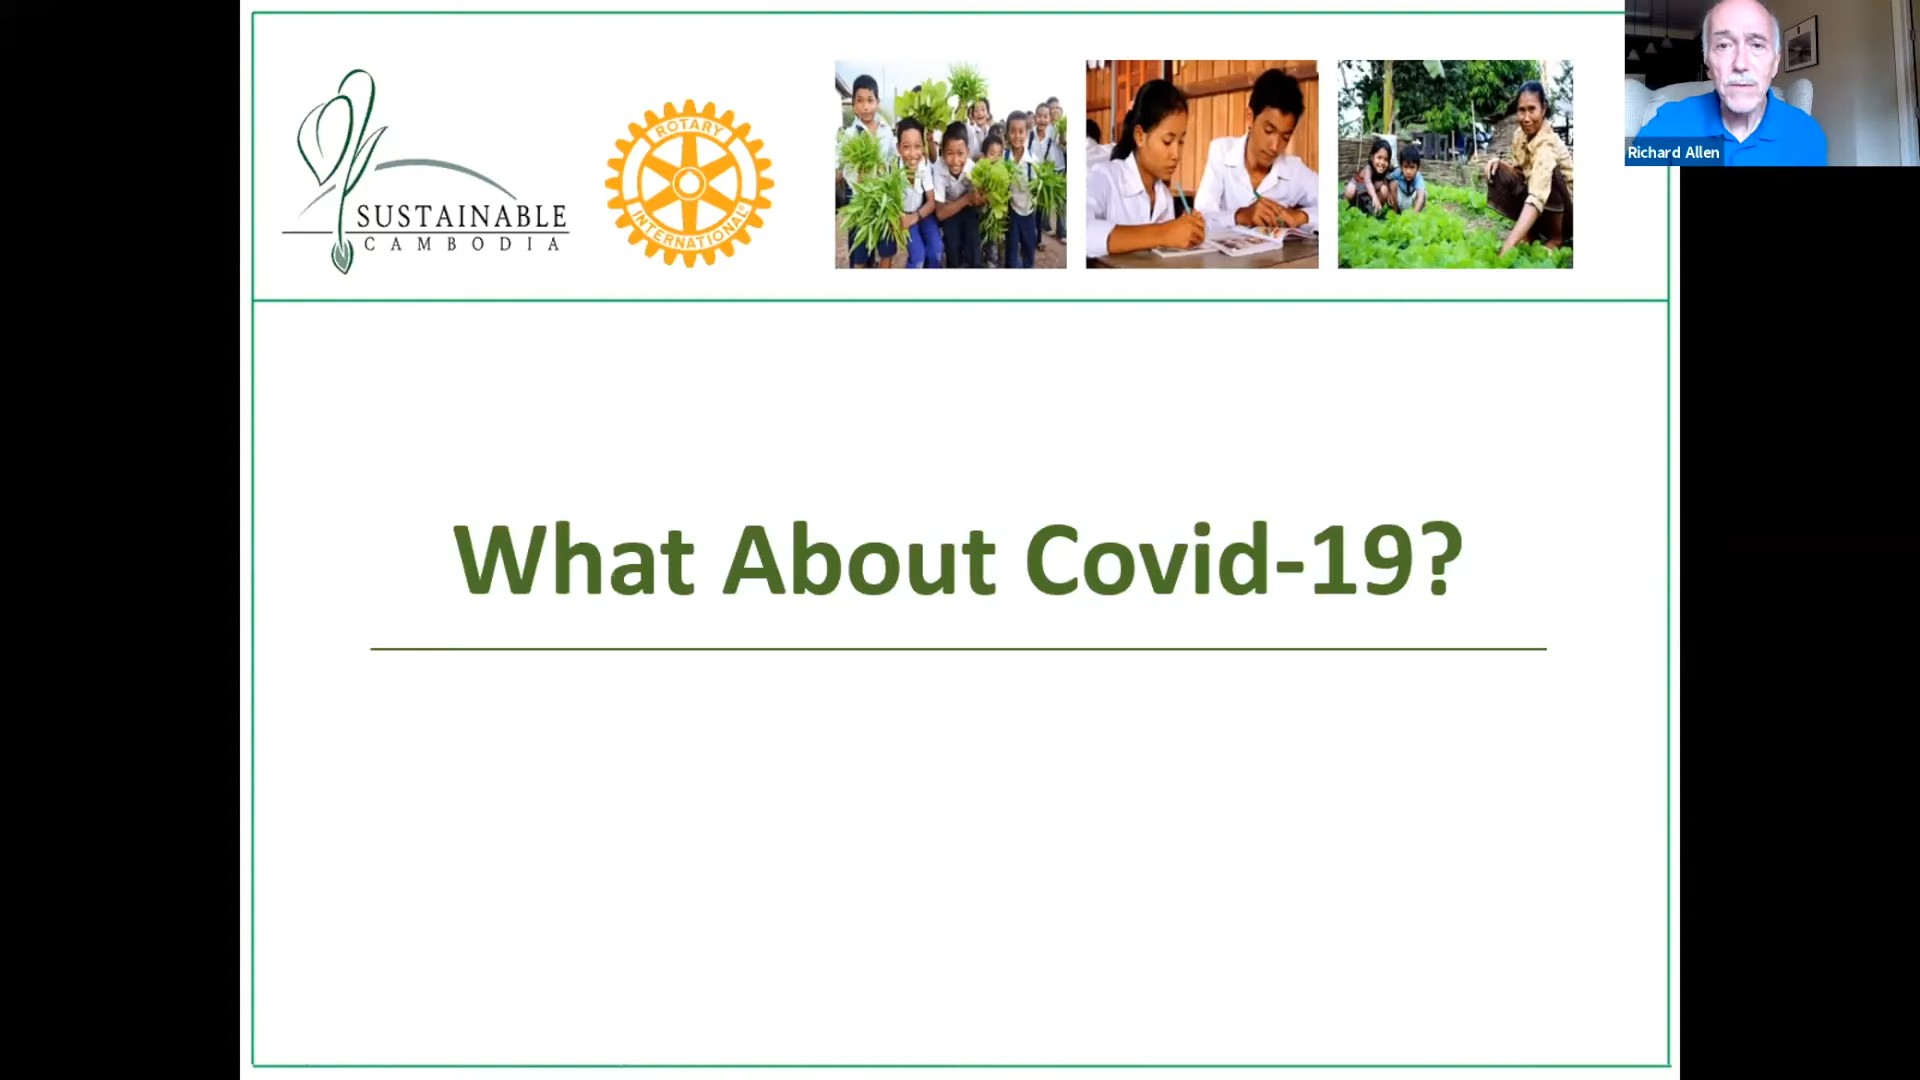 SUSTAINABLE
CAMBODIA
ROTARY
INTERNATIONAL
Richard Allen
What About Covid-19?